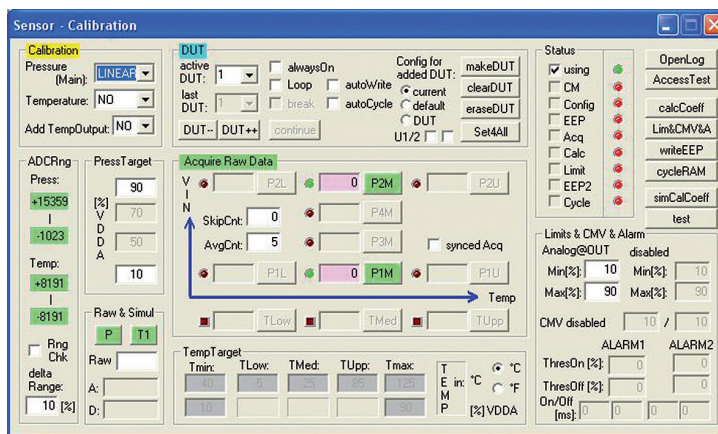 Sensor - Calibration
Calibration
Pressure (Main): LINEAR
Temperature: NO
Add TempOutput: NO
DUT
active DUT: 1
last DUT: 1
DUT-- DUT++ continue
alwaysOn
Loop autoWrite
break autoCycle
Config for added DUT:
current
default
DUT
U1/2
makeDUT
clearDUT
eraseDUT
Set4All
Status
using
CM
Config
EEP
Acq
Calc
Limit
EEP2
Cycle
OpenLog
AccessTest
calcCoeff
Lim&CMV&A
writeEEP
cycleRAM
simCalCoeff
test
ADCRng
Press:
+15359
|
-1023
Temp:
+8191
|
-8191
Rng Chk
delta Range:
10 [%]
PressTarget
[%] VDDA
90
70
50
10
Raw & Simul
P T1
Raw
A:
D:
Acquire Raw Data
VIN
P2L 0 P2M P2U
SkipCnt: 0 P4M
AvgCnt: 5 P3M synced Acq
P1L 0 P1M P1U
Temp
TLow TMed TUpp
TempTarget
Tmin: TLow: TMed: TUpp: Tmax:
-40 -5 25 85 125
10 90
TEMP in: °C
°C
°F
[%]VDDA
Limits & CMV & Alarm
Analog@OUT disabled
Min[%]: 10 Min[%]: 10
Max[%]: 90 Max[%]: 90
CMV disabled 10 / 10
ALARM1 ALARM2
ThresOn [%]: 0 0
ThresOff [%]: 0 0
On/Off [ms]: 0 0 0 0